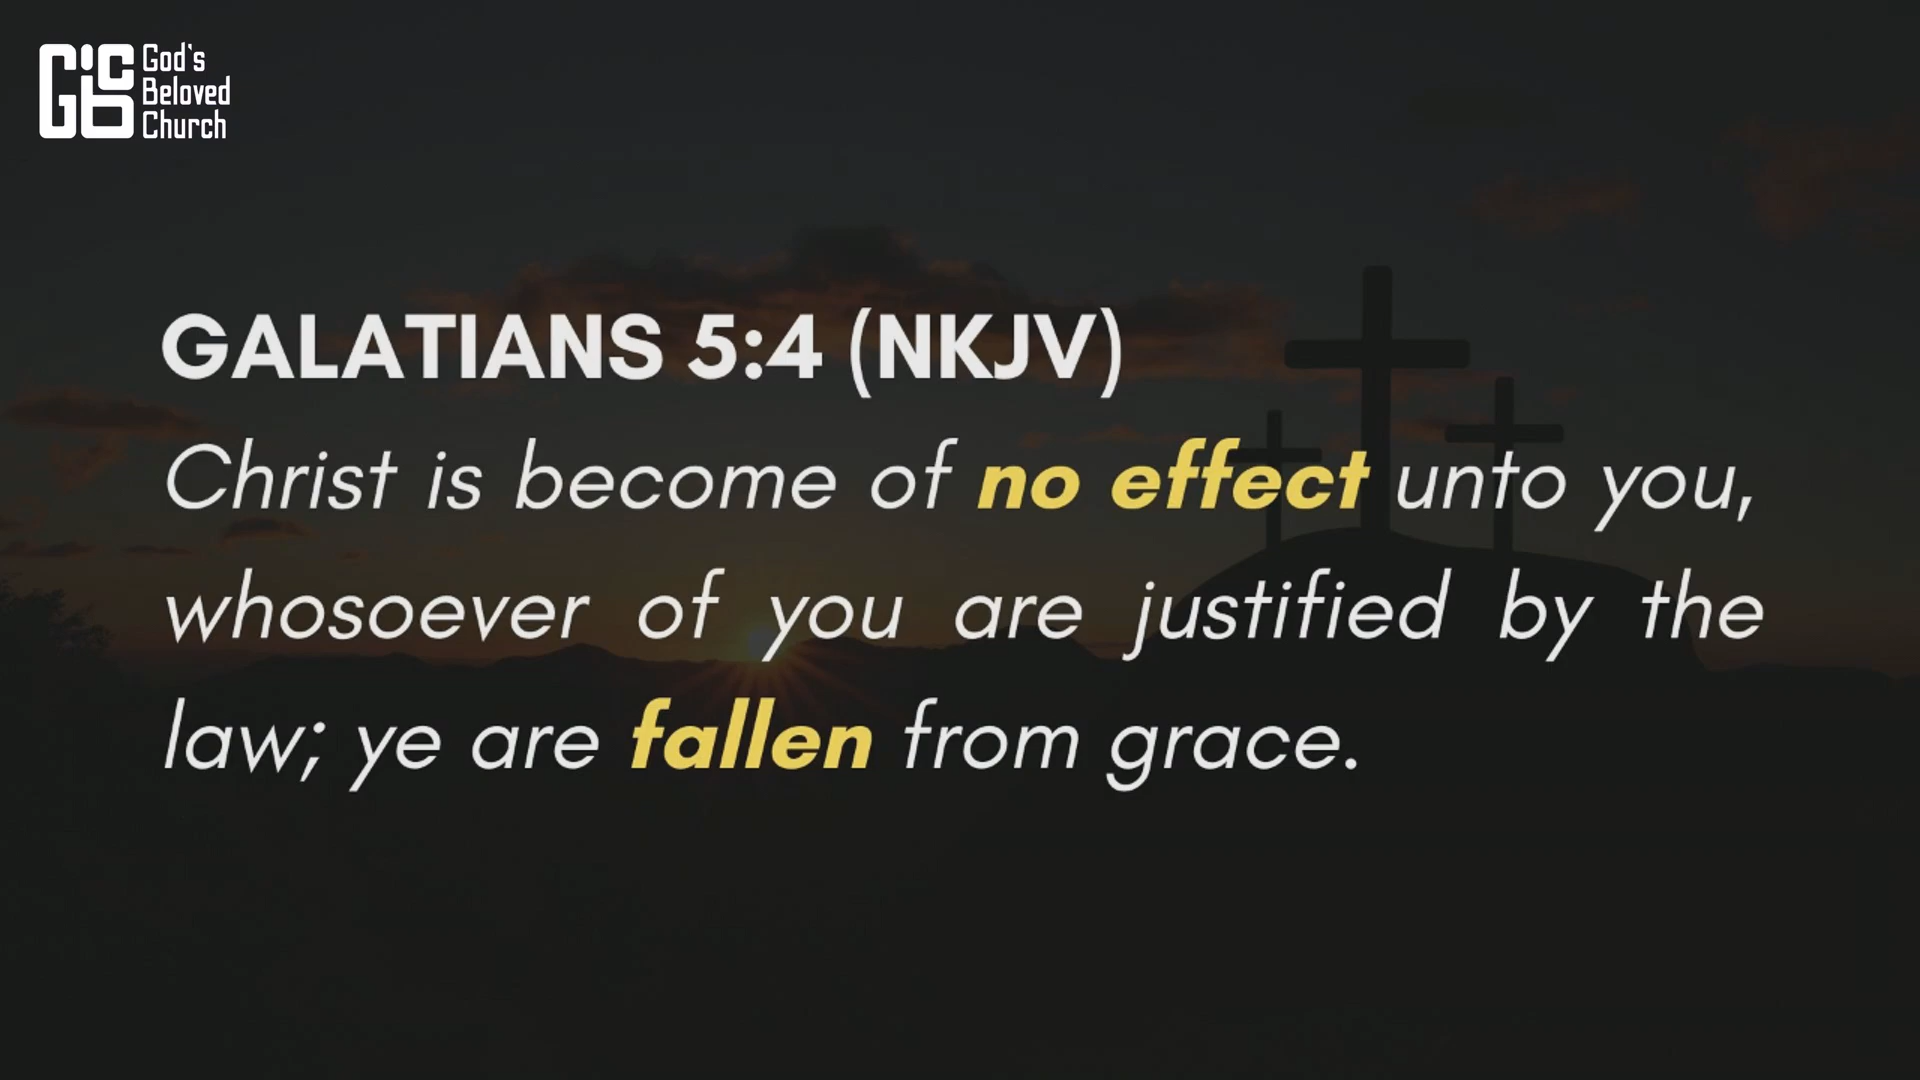 GbC
God's
Beloved
Church
GALATIANS 5:4 (NKJV)
Christ is become of no effect unto you,
whosoever of you are justified by the
law; ye are fallen from grace.